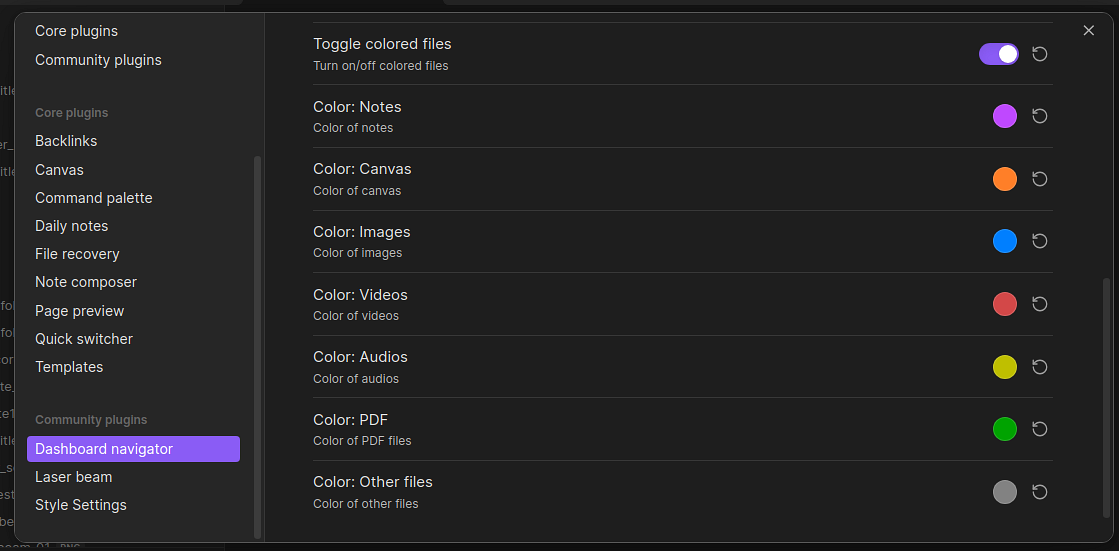 Core plugins
Community plugins
Core plugins
Backlinks
Canvas
Command palette
Daily notes
File recovery
Note composer
Page preview
Quick switcher
Templates
Community plugins
Dashboard navigator
Laser beam
Style Settings
Toggle colored files
Turn on/off colored files
Color: Notes
Color of notes
Color: Canvas
Color of canvas
Color: Images
Color of images
Color: Videos
Color of videos
Color: Audios
Color of audios
Color: PDF
Color of PDF files
Color: Other files
Color of other files